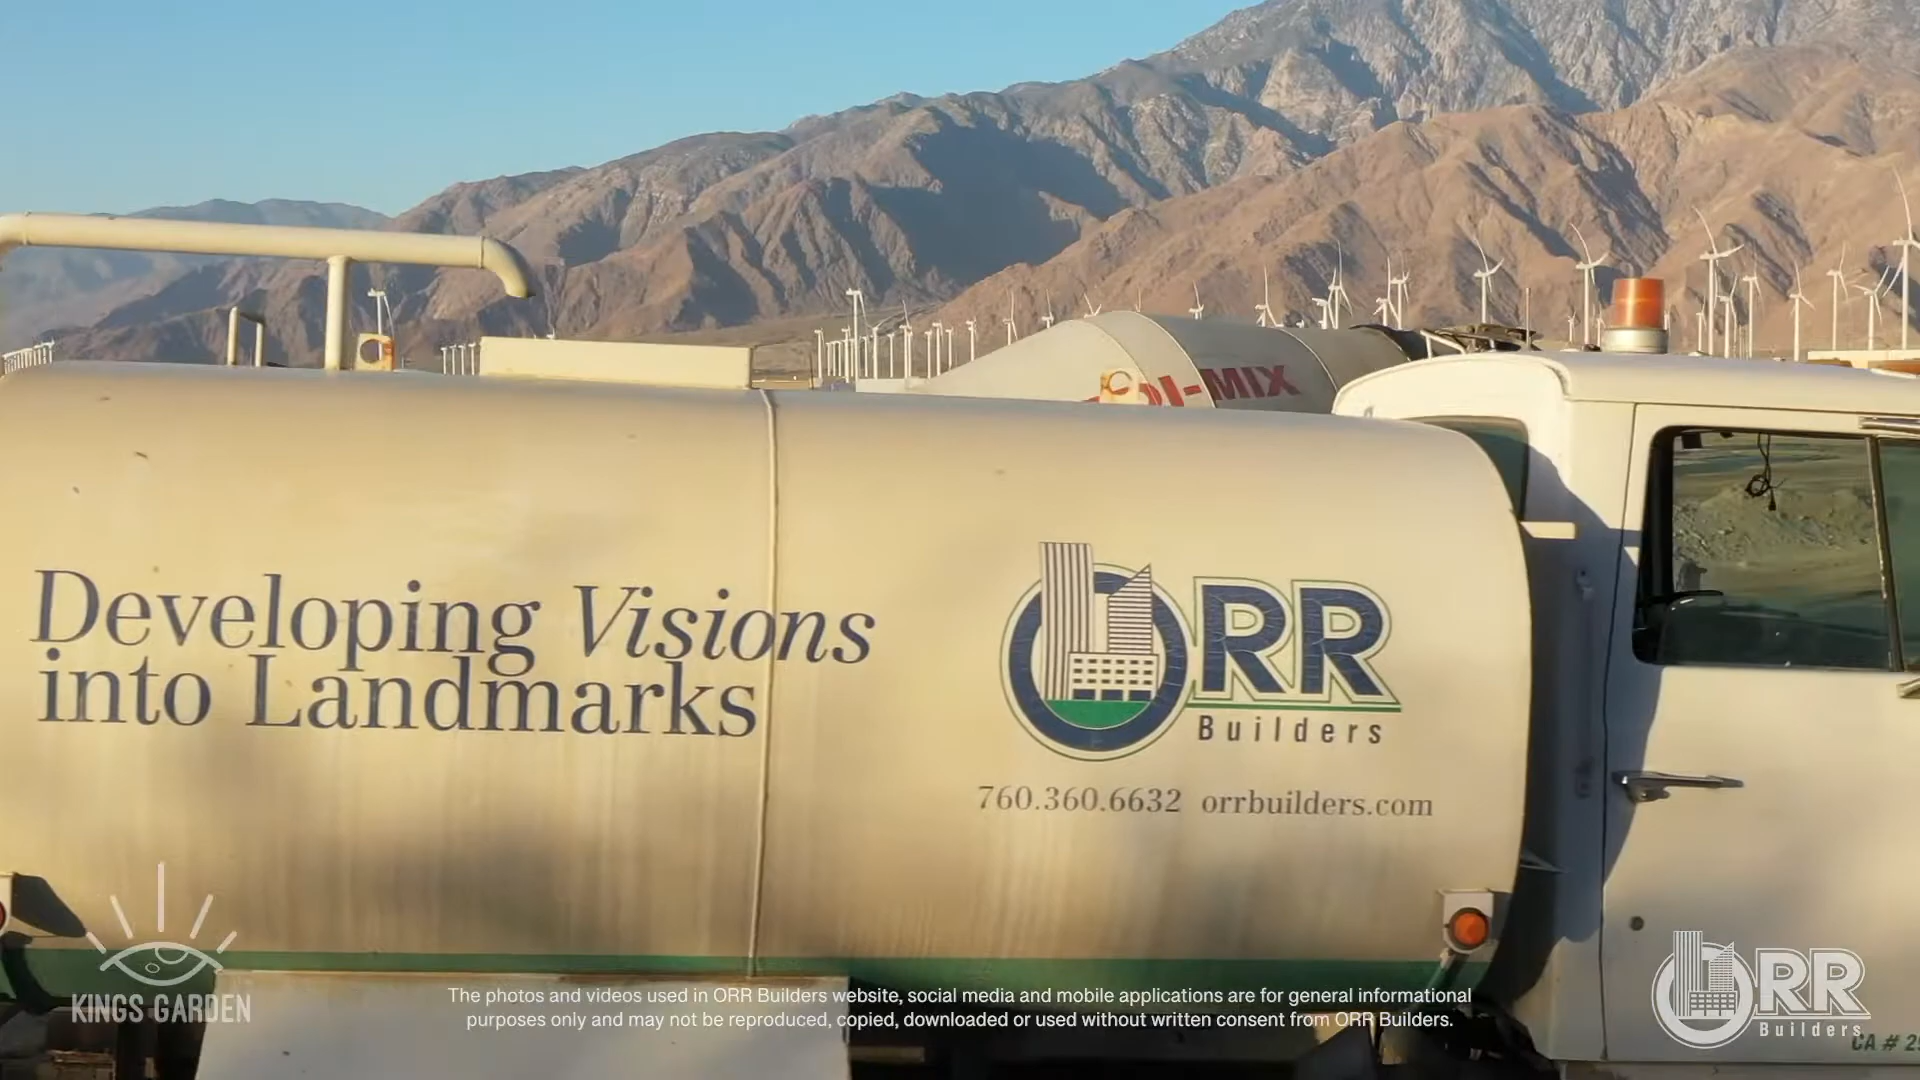 DI-MIX
Developing Visions
into Landmarks
ORR
Builders
760.360.6632 orrbuilders.com
KINGS GARDEN
The photos and videos used in ORR Builders website, social media and mobile applications are for general informational
purposes only and may not be reproduced, copied, downloaded or used without written consent from ORR Builders.
ORR
Builders
CA #